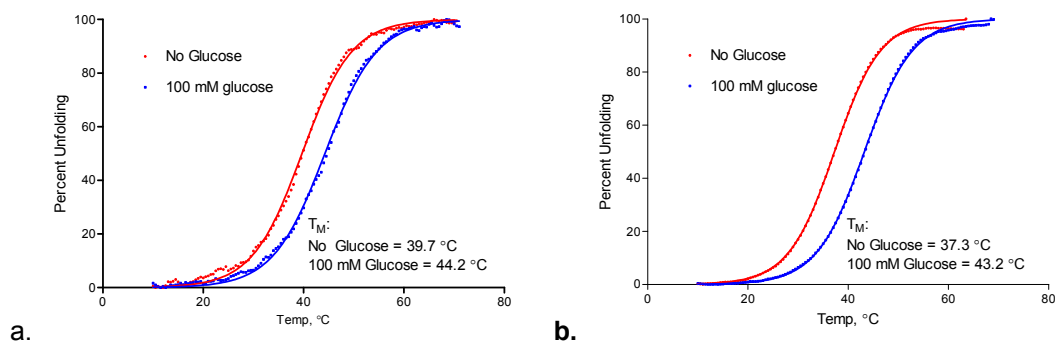 100
80
60
40
20
0
Percent Unfolding
No Glucose
100 mM glucose
TM:
No Glucose = 39.7 °C
100 mM Glucose = 44.2 °C
0
20
40
60
80
Temp, °C
a.
100
80
60
40
20
0
Percent Unfolding
No Glucose
100 mM glucose
TM:
No Glucose = 37.3 °C
100 mM Glucose = 43.2 °C
0
20
40
60
80
Temp, °C
b.